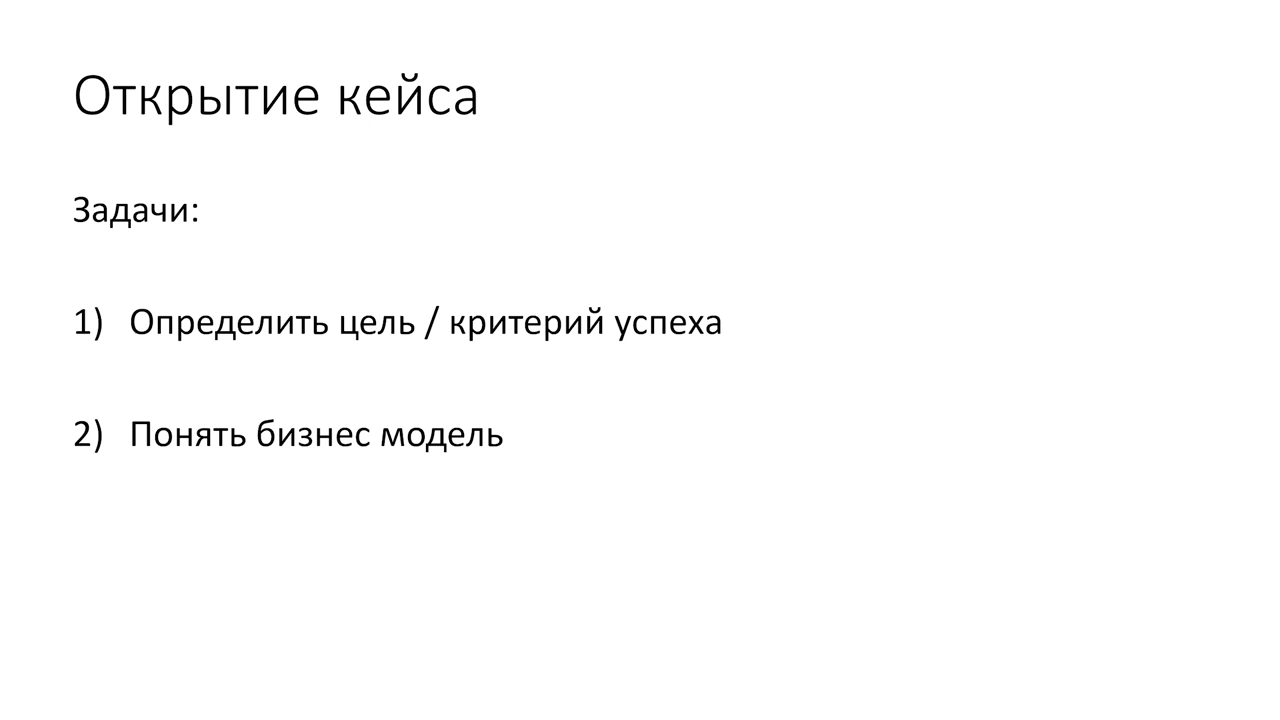 Открытие кейса
Задачи:
1) Определить цель / критерий успеха
2) Понять бизнес модель